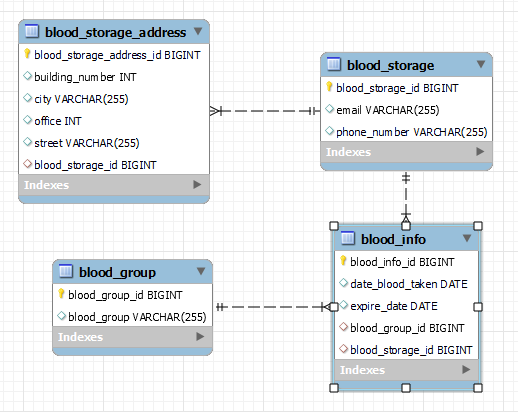 blood_storage_address
blood_storage_address_id BIGINT
building_number INT
city VARCHAR(255)
office INT
street VARCHAR(255)
blood_storage_id BIGINT
Indexes
blood_storage
blood_storage_id BIGINT
email VARCHAR(255)
phone_number VARCHAR(255)
Indexes
blood_group
blood_group_id BIGINT
blood_group VARCHAR(255)
Indexes
blood_info
blood_info_id BIGINT
date_blood_taken DATE
expire_date DATE
blood_group_id BIGINT
blood_storage_id BIGINT
Indexes